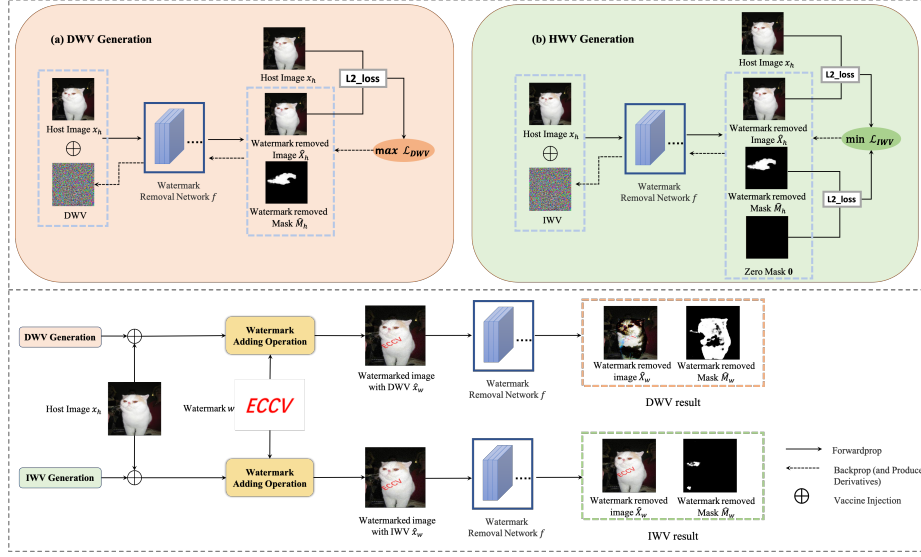 (a) DWV Generation
Host Image x_h
L2_loss
Host Image x_h
DWV
Watermark
Removal Network f
Watermark removed
Image X̂_h
Watermark removed
Mask M̂_h
max ℒ_DWV
(b) HWV Generation
Host Image x_h
L2_loss
Host Image x_h
IWV
Watermark
Removal Network f
Watermark removed
Image X̂_h
Watermark removed
Mask M̂_h
L2_loss
Zero Mask 0
min ℒ_IWV
DWV Generation
Watermark
Adding Operation
ECCV
Watermarked image
with DWV x̂_w
Watermark
Removal Network f
Watermark removed
image X̂_w
Watermark removed
Mask M̂_w
DWV result
Host Image x_h
Watermark w
ECCV
IWV Generation
Watermark
Adding Operation
ECCV
Watermarked image
with IWV x̂_w
Watermark
Removal Network f
ECCV
Watermark removed
image X̂_w
Watermark removed
Mask M̂_w
IWV result
Forwardprop
Backprop (and Produce
Derivatives)
Vaccine Injection